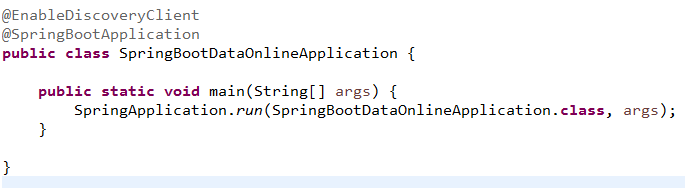 @EnableDiscoveryClient
@SpringBootApplication
public class SpringBootDataOnlineApplication {
public static void main(String[] args) {
SpringApplication.run(SpringBootDataOnlineApplication.class, args);
}
}